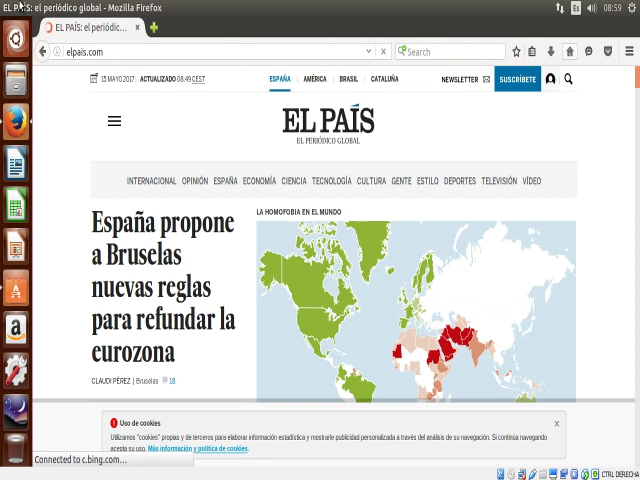 EL PAÍS: el periódico global - Mozilla Firefox
Es
08:59
EL PAÍS: el periódic...
elpais.com
Search
15 MAYO 2017
ACTUALIZADO 08:49 CEST
ESPAÑA
AMÉRICA
BRASIL
CATALUÑA
NEWSLETTER
SUSCRÍBETE
EL PAÍS
EL PERIÓDICO GLOBAL
INTERNACIONAL OPINIÓN ESPAÑA ECONOMÍA CIENCIA TECNOLOGÍA CULTURA GENTE ESTILO DEPORTES TELEVISIÓN VÍDEO
España propone
a Bruselas
nuevas reglas
para refundar la
eurozona
CLAUDI PÉREZ | Bruselas 18
LA HOMOFOBIA EN EL MUNDO
Uso de cookies
x
Utilizamos "cookies" propias y de terceros para elaborar información estadística y mostrarle publicidad personalizada a través del análisis de su navegación. Si continúa navegando
acepta su uso. Más información y política de cookies.
Connected to c.bing.com...
CTRL DERECHA